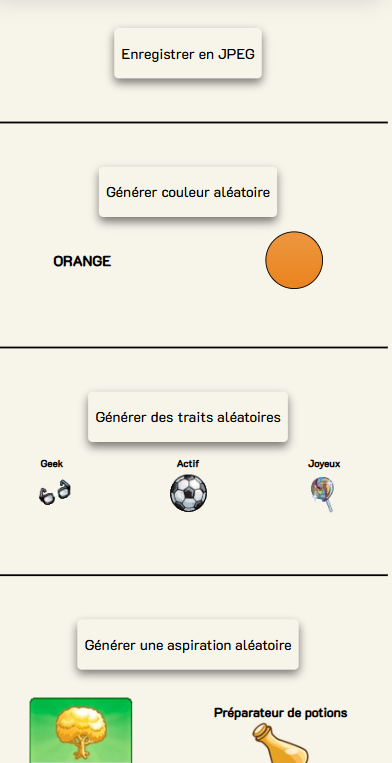 Enregistrer en JPEG
Générer couleur aléatoire
ORANGE
Générer des traits aléatoires
Geek Actif Joyeux
Générer une aspiration aléatoire
Préparateur de potions